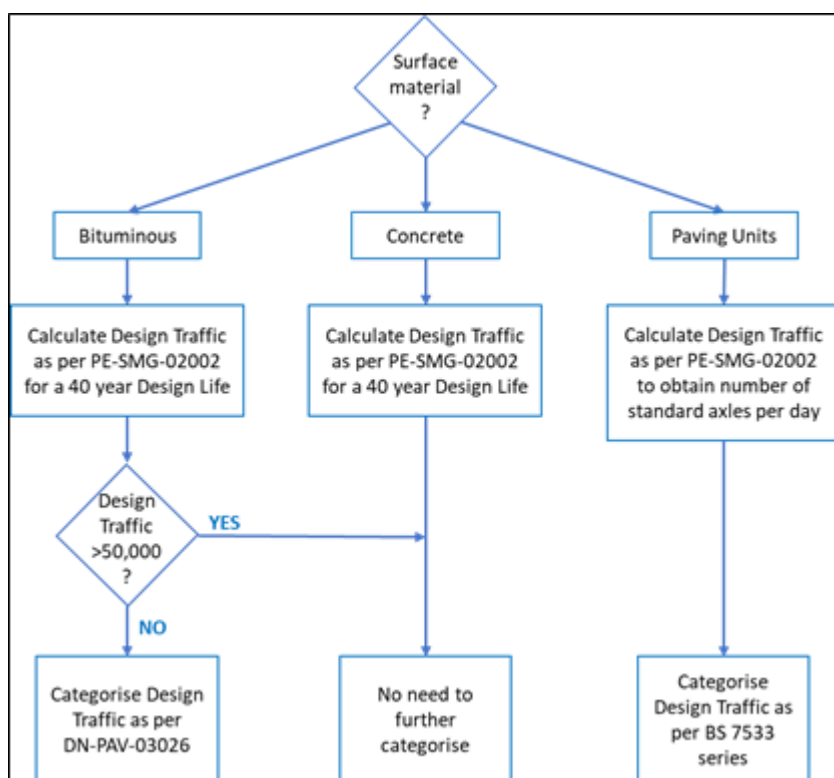 Surface
material
?
Bituminous
Concrete
Paving Units
Calculate Design Traffic
as per PE-SMG-02002
for a 40 year Design Life
Calculate Design Traffic
as per PE-SMG-02002
for a 40 year Design Life
Calculate Design Traffic
as per PE-SMG-02002
to obtain number of
standard axles per day
Design
Traffic
>50,000
?
YES
NO
Categorise Design
Traffic as per
DN-PAV-03026
No need to
further
categorise
Categorise
Design Traffic as
per BS 7533
series